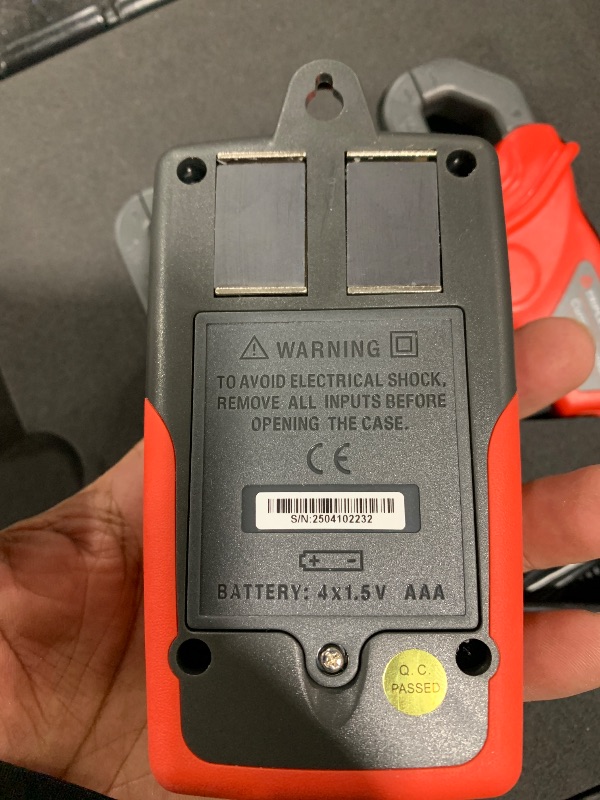 WARNING
TO AVOID ELECTRICAL SHOCK,
REMOVE ALL INPUTS BEFORE
OPENING THE CASE.
CE
S/N:2504102232
+ -
BATTERY: 4x1.5V AAA
Q.C.
PASSED